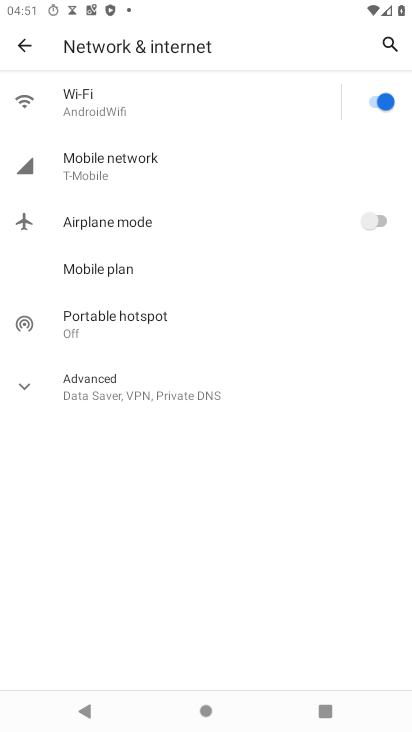 04:51
Network & internet
Wi-Fi
AndroidWifi
Mobile network
T-Mobile
Airplane mode
Mobile plan
Portable hotspot
Off
Advanced
Data Saver, VPN, Private DNS